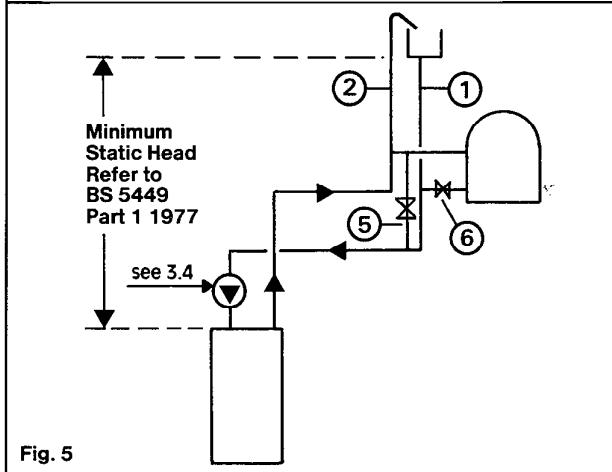 2
1
Minimum
Static Head
Refer to
BS 5449
Part 1 1977
5
6
see 3.4
Fig. 5